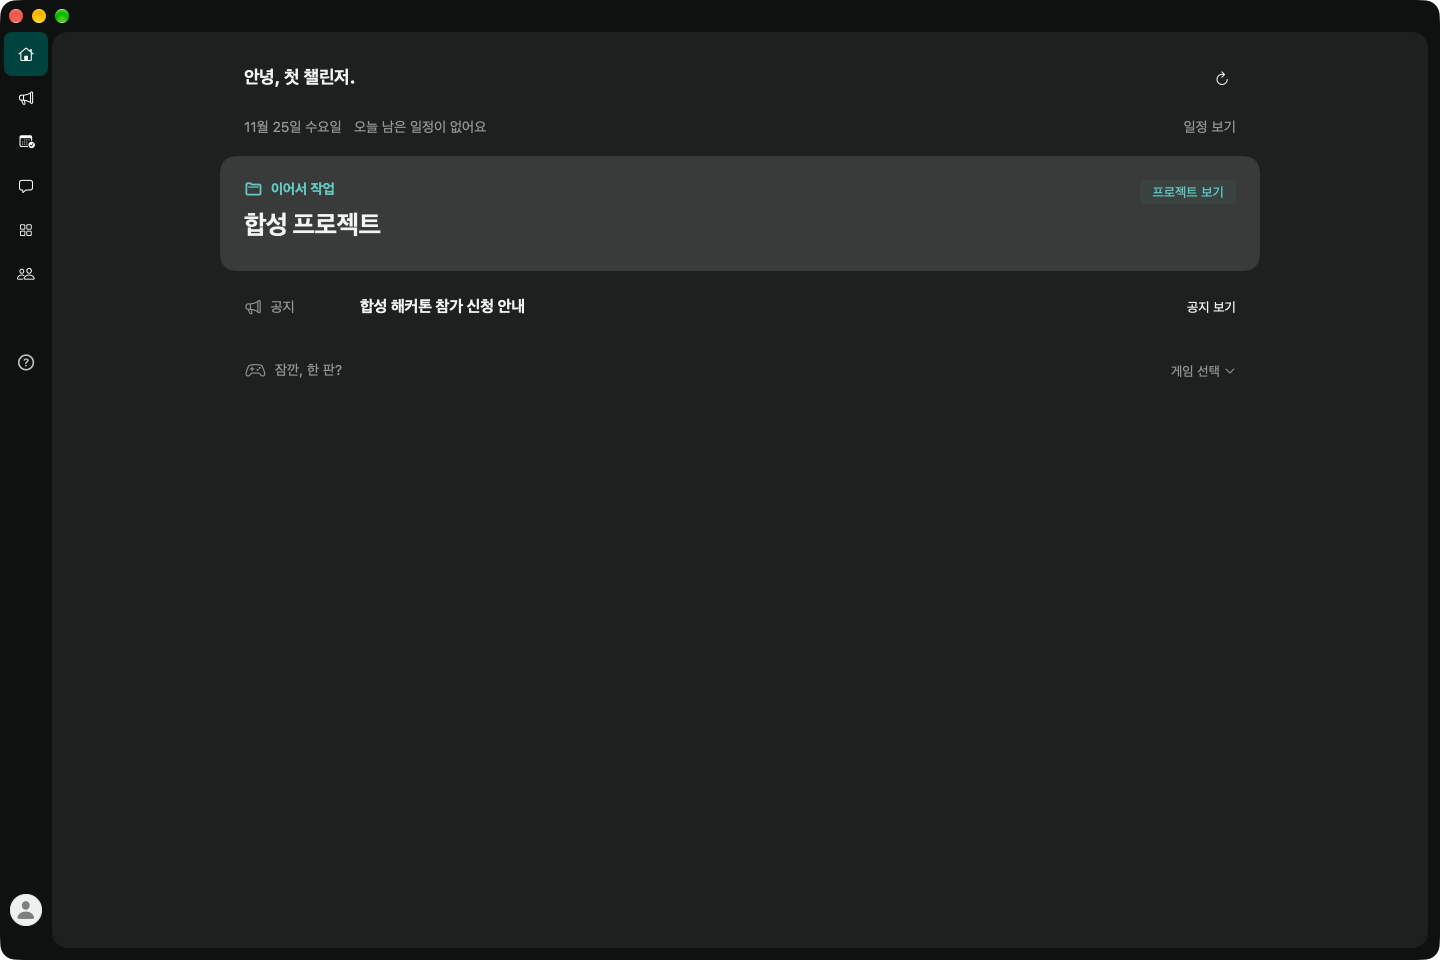 안녕, 첫 챌린저.
11월 25일 수요일 오늘 남은 일정이 없어요 일정 보기
이어서 작업 프로젝트 보기
합성 프로젝트
공지 합성 해커톤 참가 신청 안내 공지 보기
잠깐, 한 판? 게임 선택